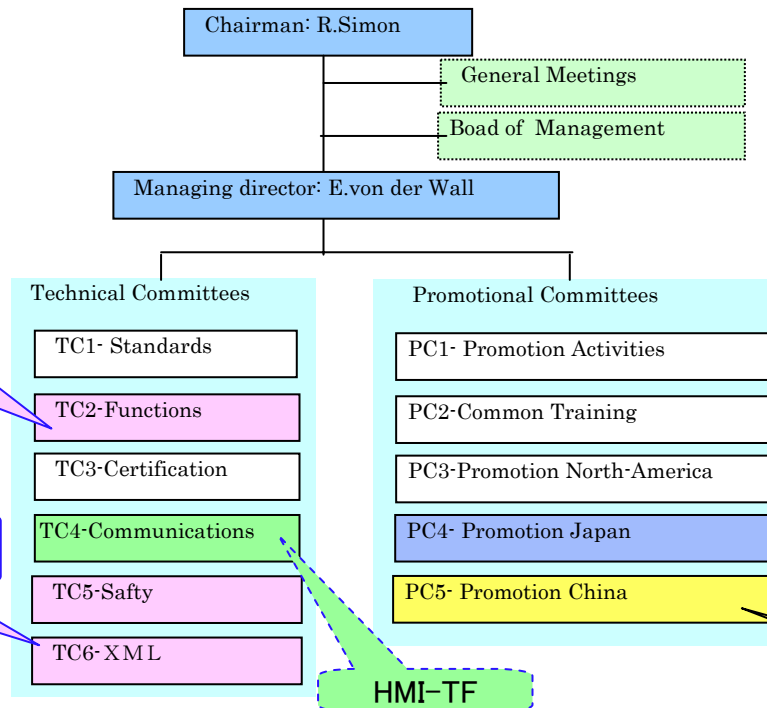 Chairman: R.Simon
General Meetings
Boad of  Management
Managing director: E.von der Wall
Technical Committees
TC1- Standards
TC2-Functions
TC3-Certification
TC4-Communications
TC5-Safty
TC6-ＸＭＬ
HMI-TF
Promotional Committees
PC1- Promotion Activities
PC2-Common Training
PC3-Promotion North-America
PC4- Promotion Japan
PC5- Promotion China